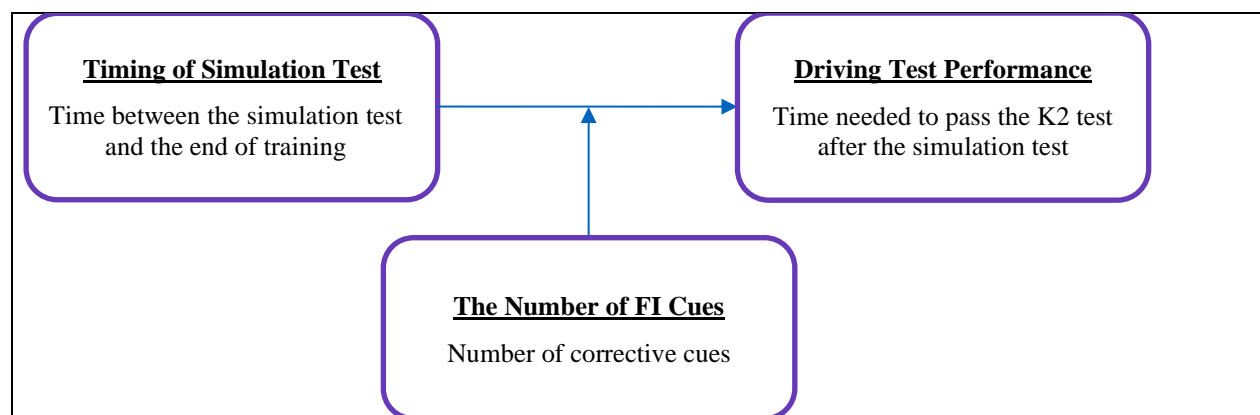 Timing of Simulation Test
Time between the simulation test
and the end of training
Driving Test Performance
Time needed to pass the K2 test
after the simulation test
The Number of FI Cues
Number of corrective cues